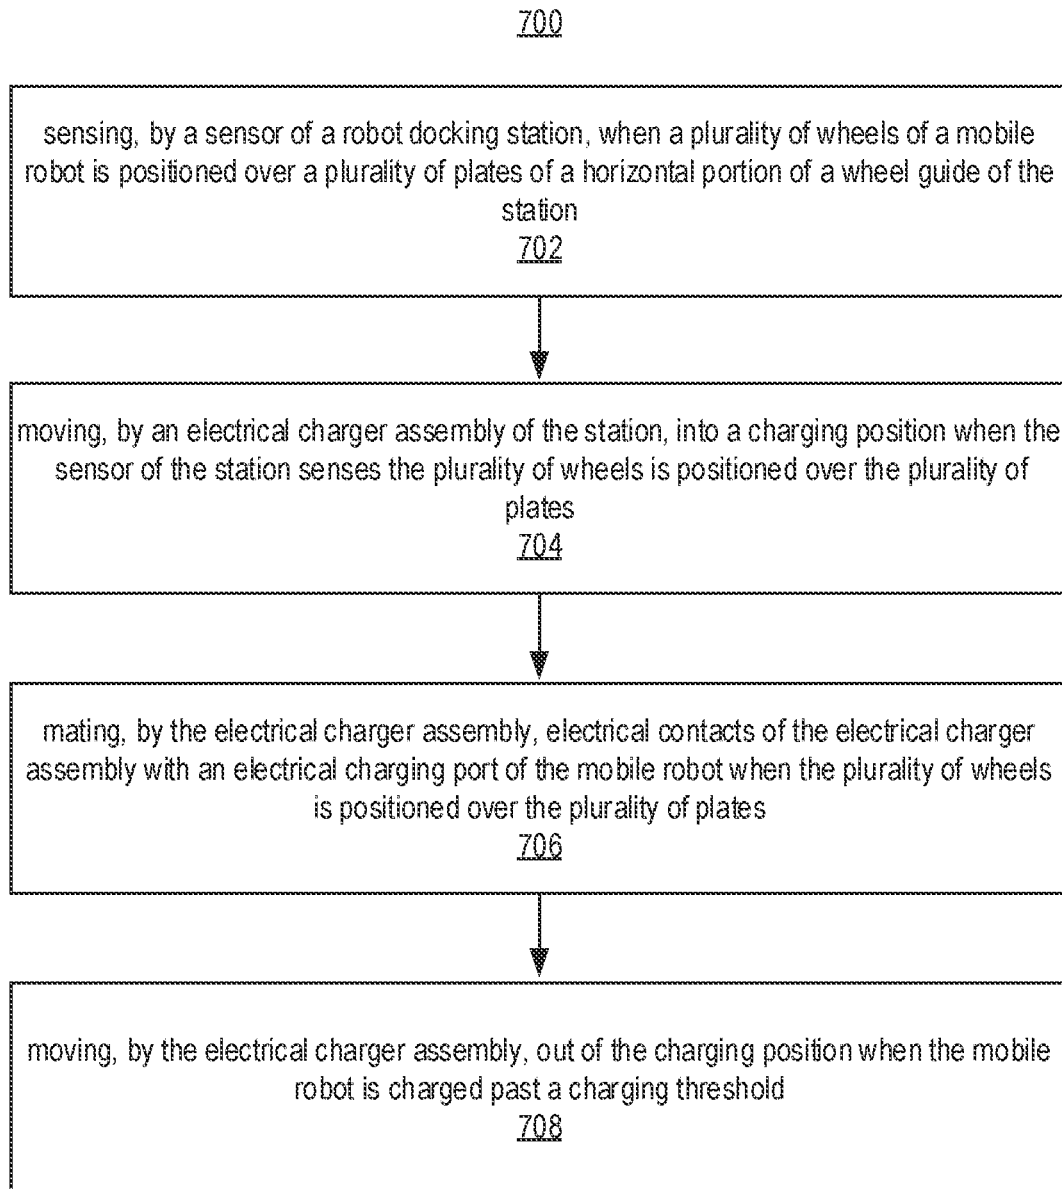 700
sensing, by a sensor of a robot docking station, when a plurality of wheels of a mobile
robot is positioned over a plurality of plates of a horizontal portion of a wheel guide of the
station
702
moving, by an electrical charger assembly of the station, into a charging position when the
sensor of the station senses the plurality of wheels is positioned over the plurality of
plates
704
mating, by the electrical charger assembly, electrical contacts of the electrical charger
assembly with an electrical charging port of the mobile robot when the plurality of wheels
is positioned over the plurality of plates
706
moving, by the electrical charger assembly, out of the charging position when the mobile
robot is charged past a charging threshold
708